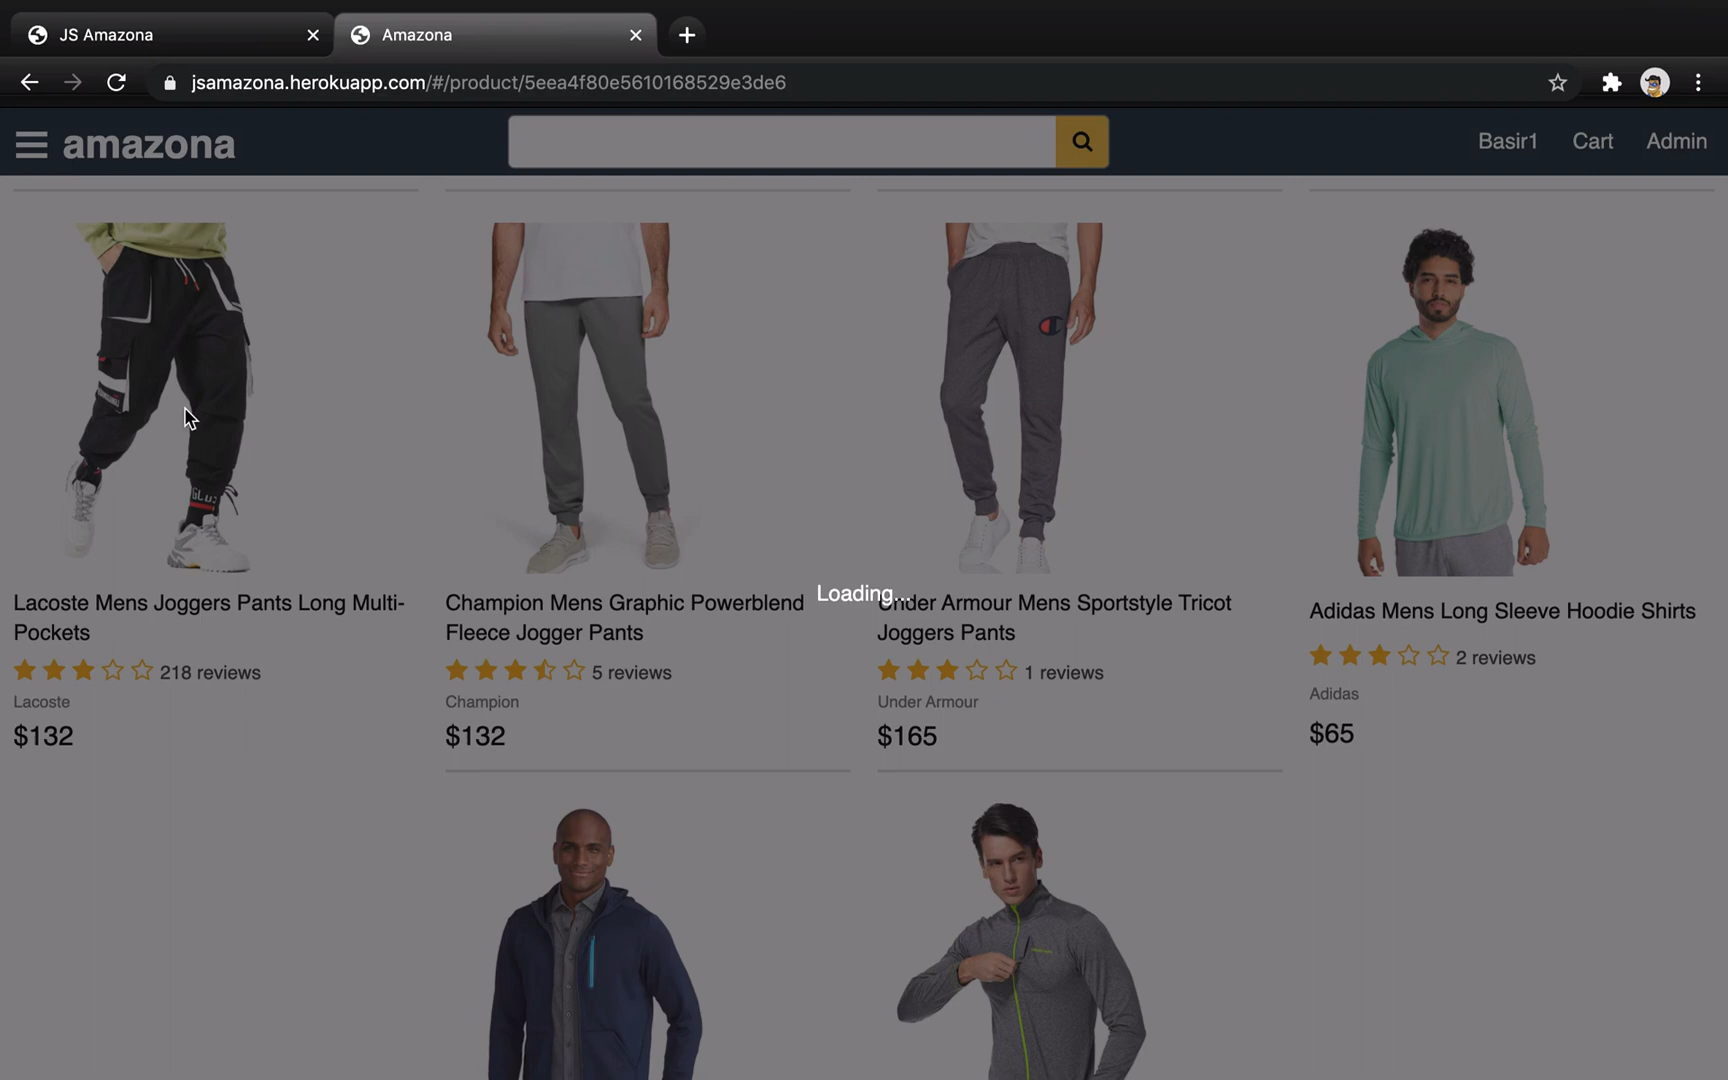 JS Amazona
Amazona
jsamazona.herokuapp.com/#/product/5eea4f80e5610168529e3de6
amazona
Basir1
Cart
Admin
Loading...
Lacoste Mens Joggers Pants Long Multi-
Pockets
218 reviews
Lacoste
$132
Champion Mens Graphic Powerblend
Fleece Jogger Pants
5 reviews
Champion
$132
Under Armour Mens Sportstyle Tricot
Joggers Pants
1 reviews
Under Armour
$165
Adidas Mens Long Sleeve Hoodie Shirts
2 reviews
Adidas
$65